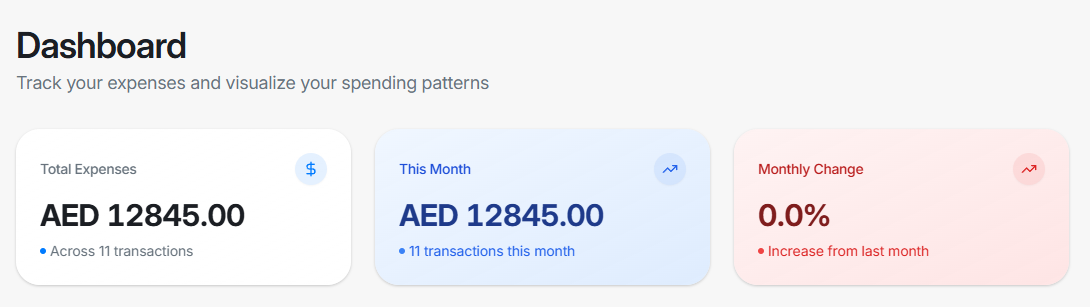 Dashboard
Track your expenses and visualize your spending patterns
Total Expenses
$
AED 12845.00
Across 11 transactions
This Month
AED 12845.00
11 transactions this month
Monthly Change
0.0%
Increase from last month